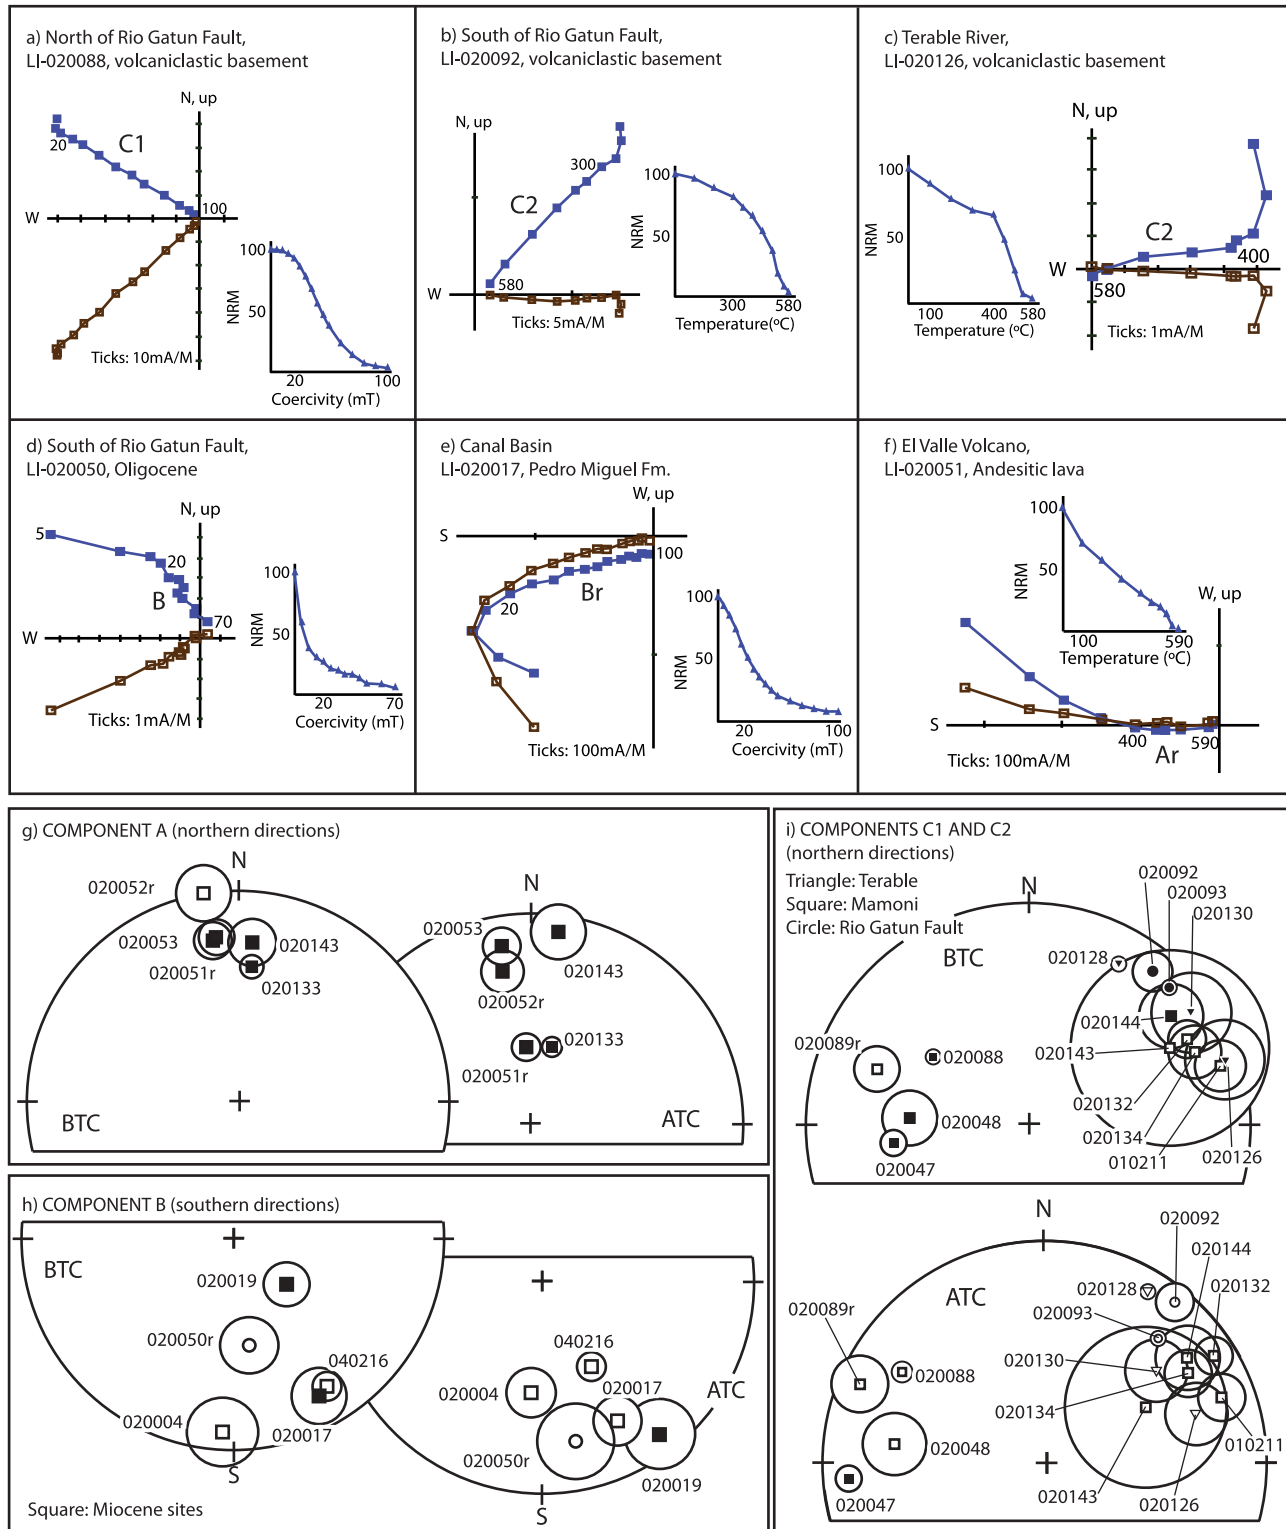 a) North of Rio Gatun Fault,
LI-020088, volcaniclastic basement
N, up
C1
20
100
W
Ticks: 10mA/M
100
50
NRM
20
100
Coercivity (mT)
b) South of Rio Gatun Fault,
LI-020092, volcaniclastic basement
N, up
300
C2
580
W
Ticks: 5mA/M
100
50
NRM
300
580
Temperature(ºC)
c) Terable River,
LI-020126, volcaniclastic basement
N, up
100
50
NRM
100
400
580
Temperature (ºC)
C2
400
W
580
Ticks: 1mA/M
d) South of Rio Gatun Fault,
LI-020050, Oligocene
N, up
5
20
B
70
W
Ticks: 1mA/M
100
50
NRM
20
70
Coercivity (mT)
e) Canal Basin
LI-020017, Pedro Miguel Fm.
W, up
S
100
20
Br
Ticks: 100mA/M
100
50
NRM
20
100
Coercivity (mT)
f) El Valle Volcano,
LI-020051, Andesitic lava
100
50
NRM
100
590
Temperature (ºC)
W, up
S
400
590
Ar
Ticks: 100mA/M
g) COMPONENT A (northern directions)
N
020052r
020053
020143
020051r
020133
BTC
N
020053
020143
020052r
020133
020051r
ATC
h) COMPONENT B (southern directions)
BTC
020019
020050r
040216
020004
020017
S
040216
020004
020017
ATC
020050r
020019
S
Square: Miocene sites
i) COMPONENTS C1 AND C2
(northern directions)
Triangle: Terable
Square: Mamoni
Circle: Rio Gatun Fault
020092
020093
020130
N
BTC
020128
020144
020089r
020088
020143
020132
020048
020134
010211
020047
020126
N
020092
020144
020128
020132
ATC
020089r
020093
020088
020130
020134
020048
010211
020047
020143
020126